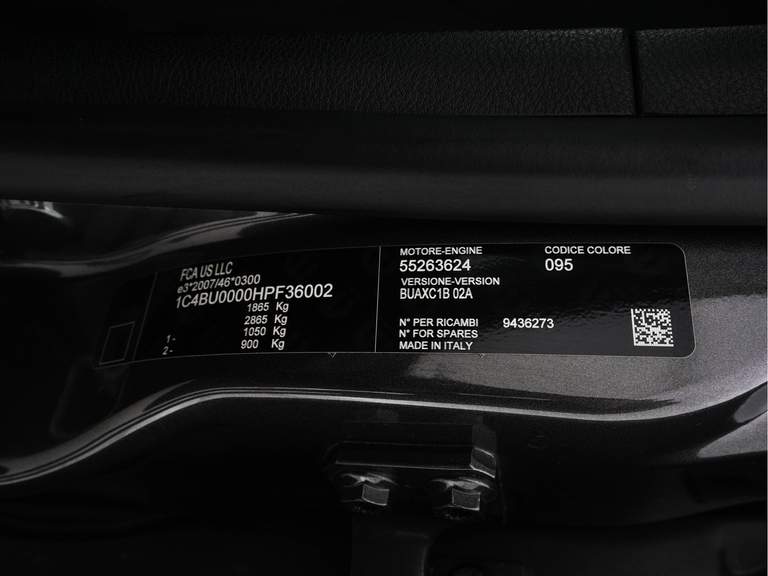 FCA US LLC
e3*2007/46*0300
1C4BU0000HPF36002
1865 Kg
2865 Kg
1- 1050 Kg
2- 900 Kg
MOTORE-ENGINE
55263624
VERSIONE-VERSION
BUAXC1B 02A
N° PER RICAMBI 9436273
N° FOR SPARES
MADE IN ITALY
CODICE COLORE
095